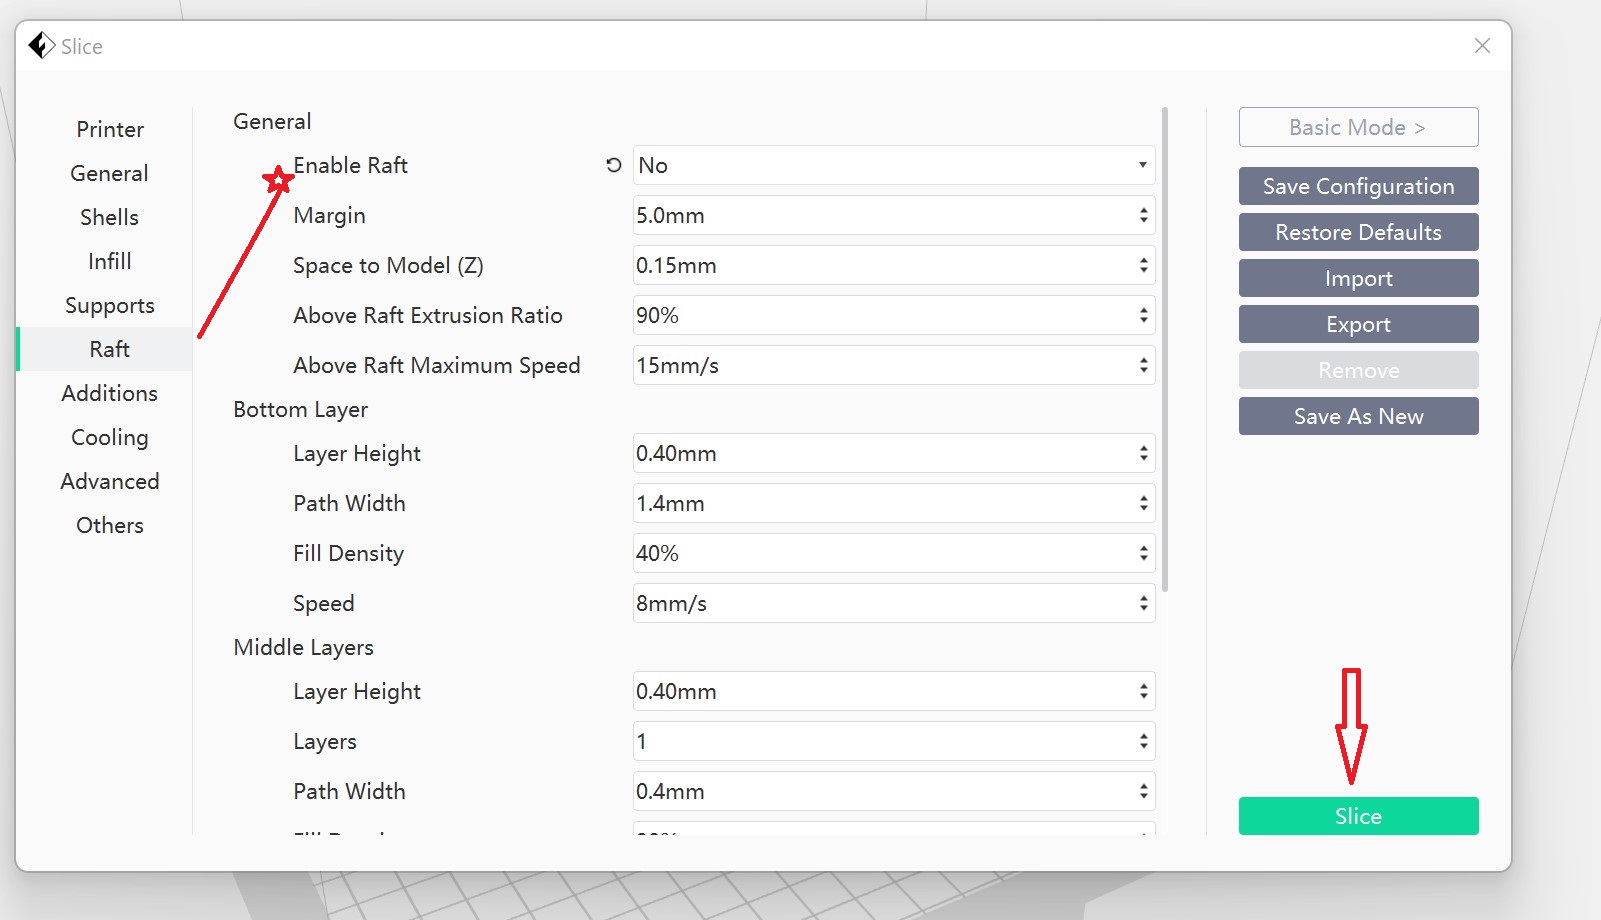 Slice
Printer
General
Shells
Infill
Supports
Raft
Additions
Cooling
Advanced
Others
General
Enable Raft No
Margin 5.0mm
Space to Model (Z) 0.15mm
Above Raft Extrusion Ratio 90%
Above Raft Maximum Speed 15mm/s
Bottom Layer
Layer Height 0.40mm
Path Width 1.4mm
Fill Density 40%
Speed 8mm/s
Middle Layers
Layer Height 0.40mm
Layers 1
Path Width 0.4mm
Basic Mode >
Save Configuration
Restore Defaults
Import
Export
Remove
Save As New
Slice